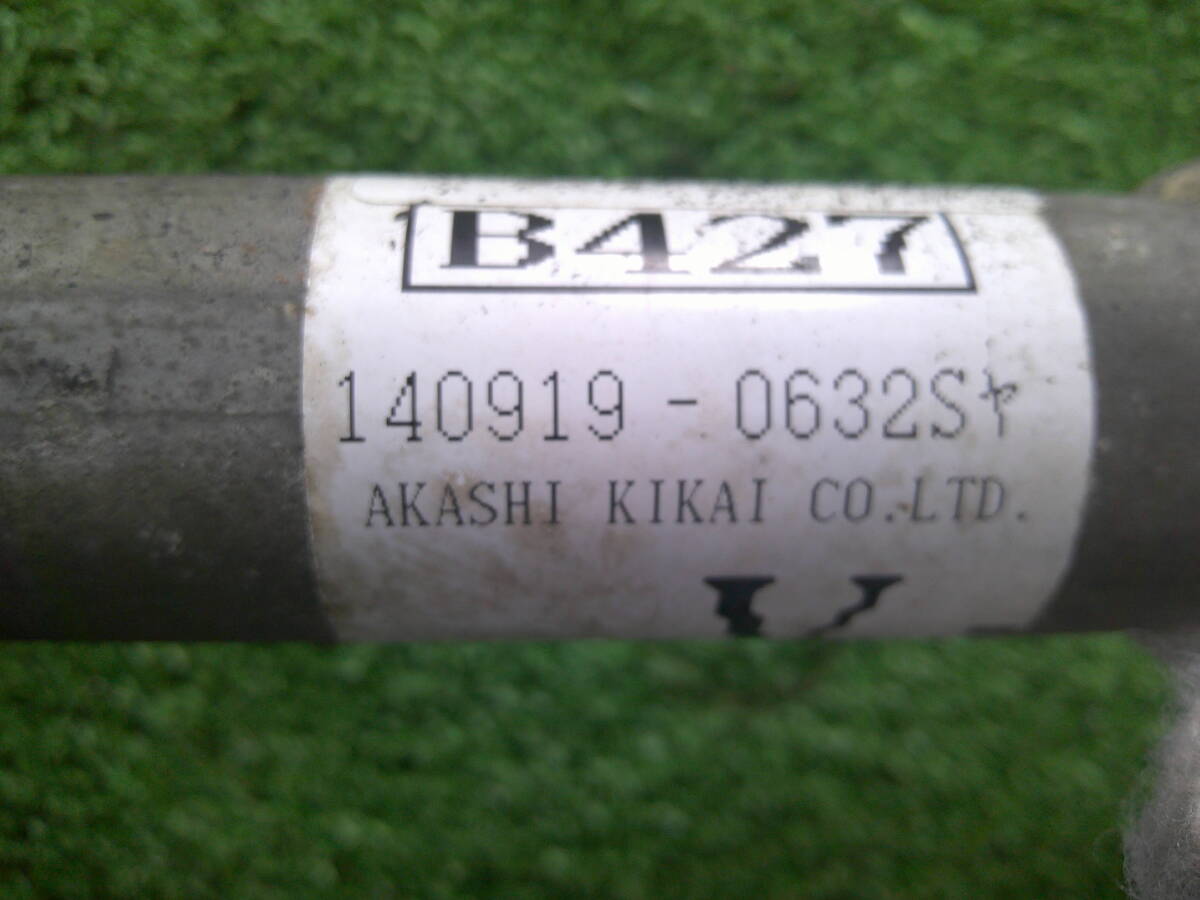 B427
140919 - 0632Sﾔ
AKASHI KIKAI CO.LTD.